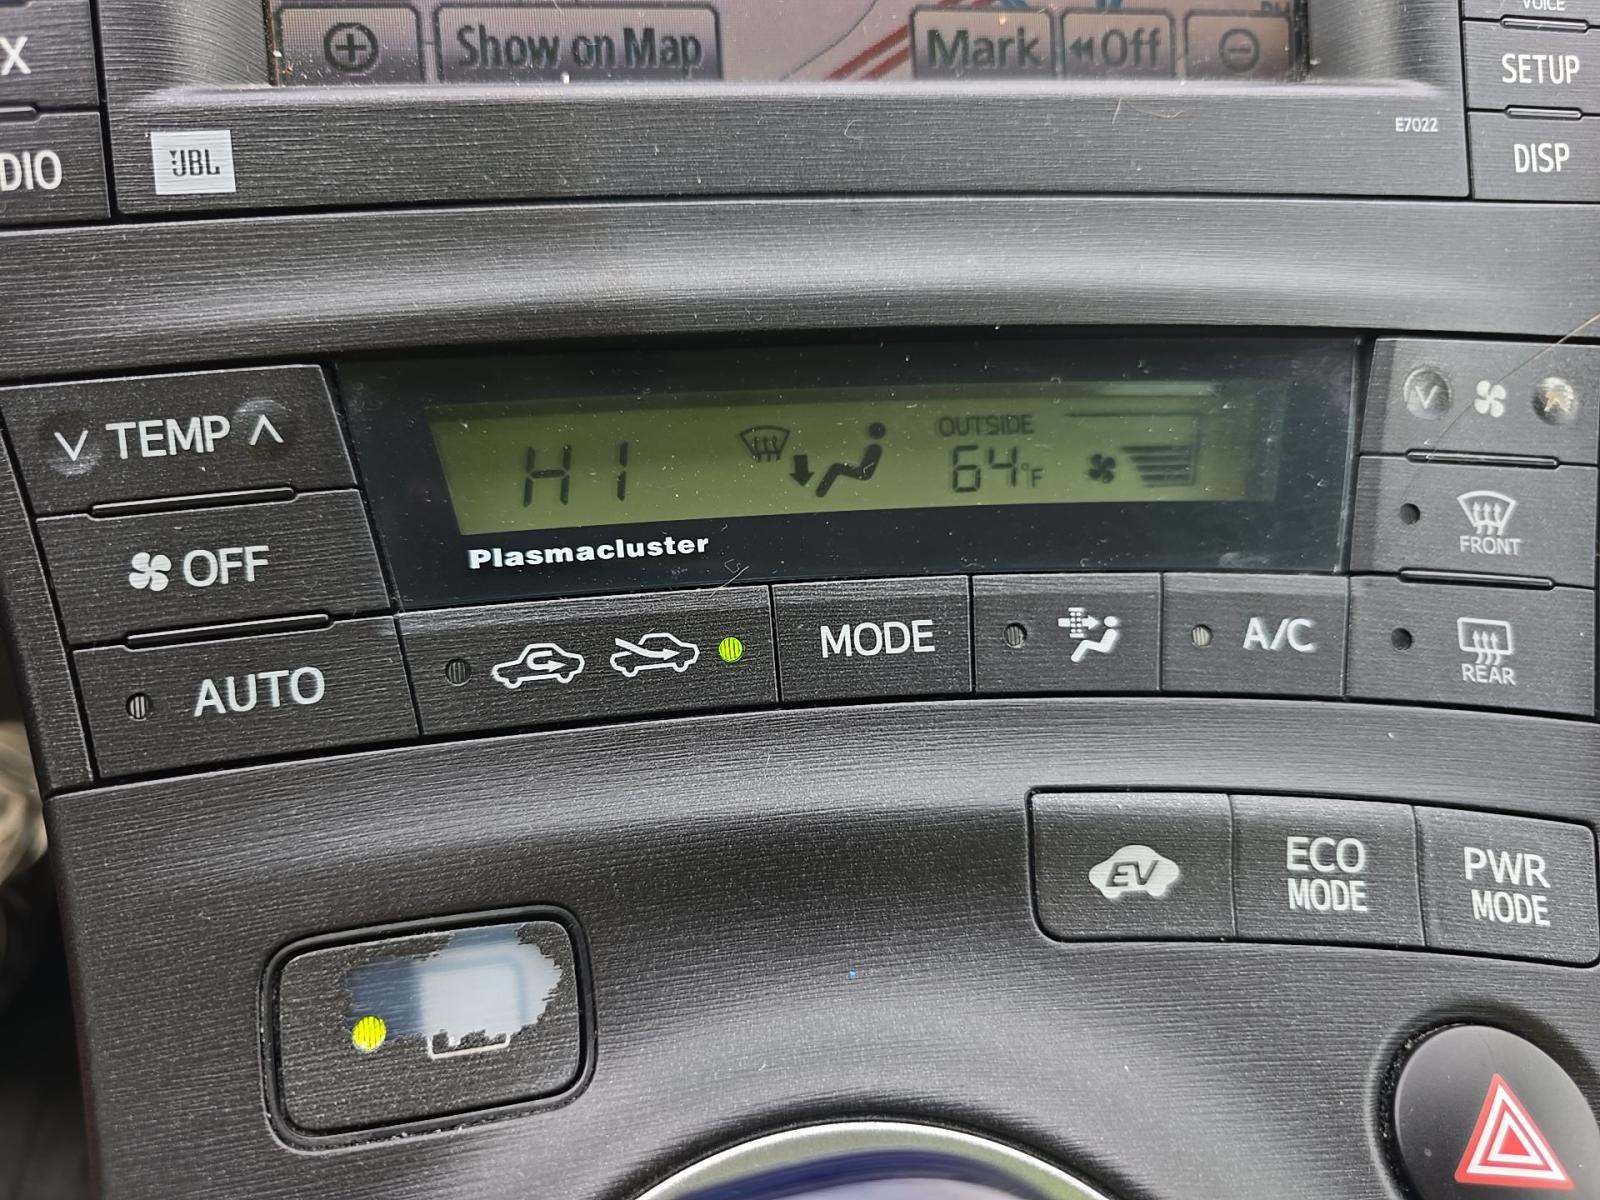 Show on Map
Mark
Off
VOICE
X
SETUP
DIO
JBL
E7022
DISP
TEMP
HI
OUTSIDE
64°F
Plasmacluster
OFF
FRONT
AUTO
MODE
A/C
REAR
EV
ECO
MODE
PWR
MODE